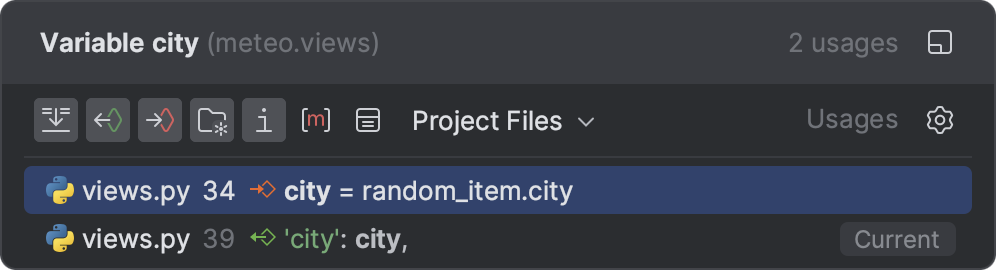 Variable city (meteo.views) 2 usages
i [m] Project Files Usages
views.py 34 city = random_item.city
views.py 39 'city': city, Current